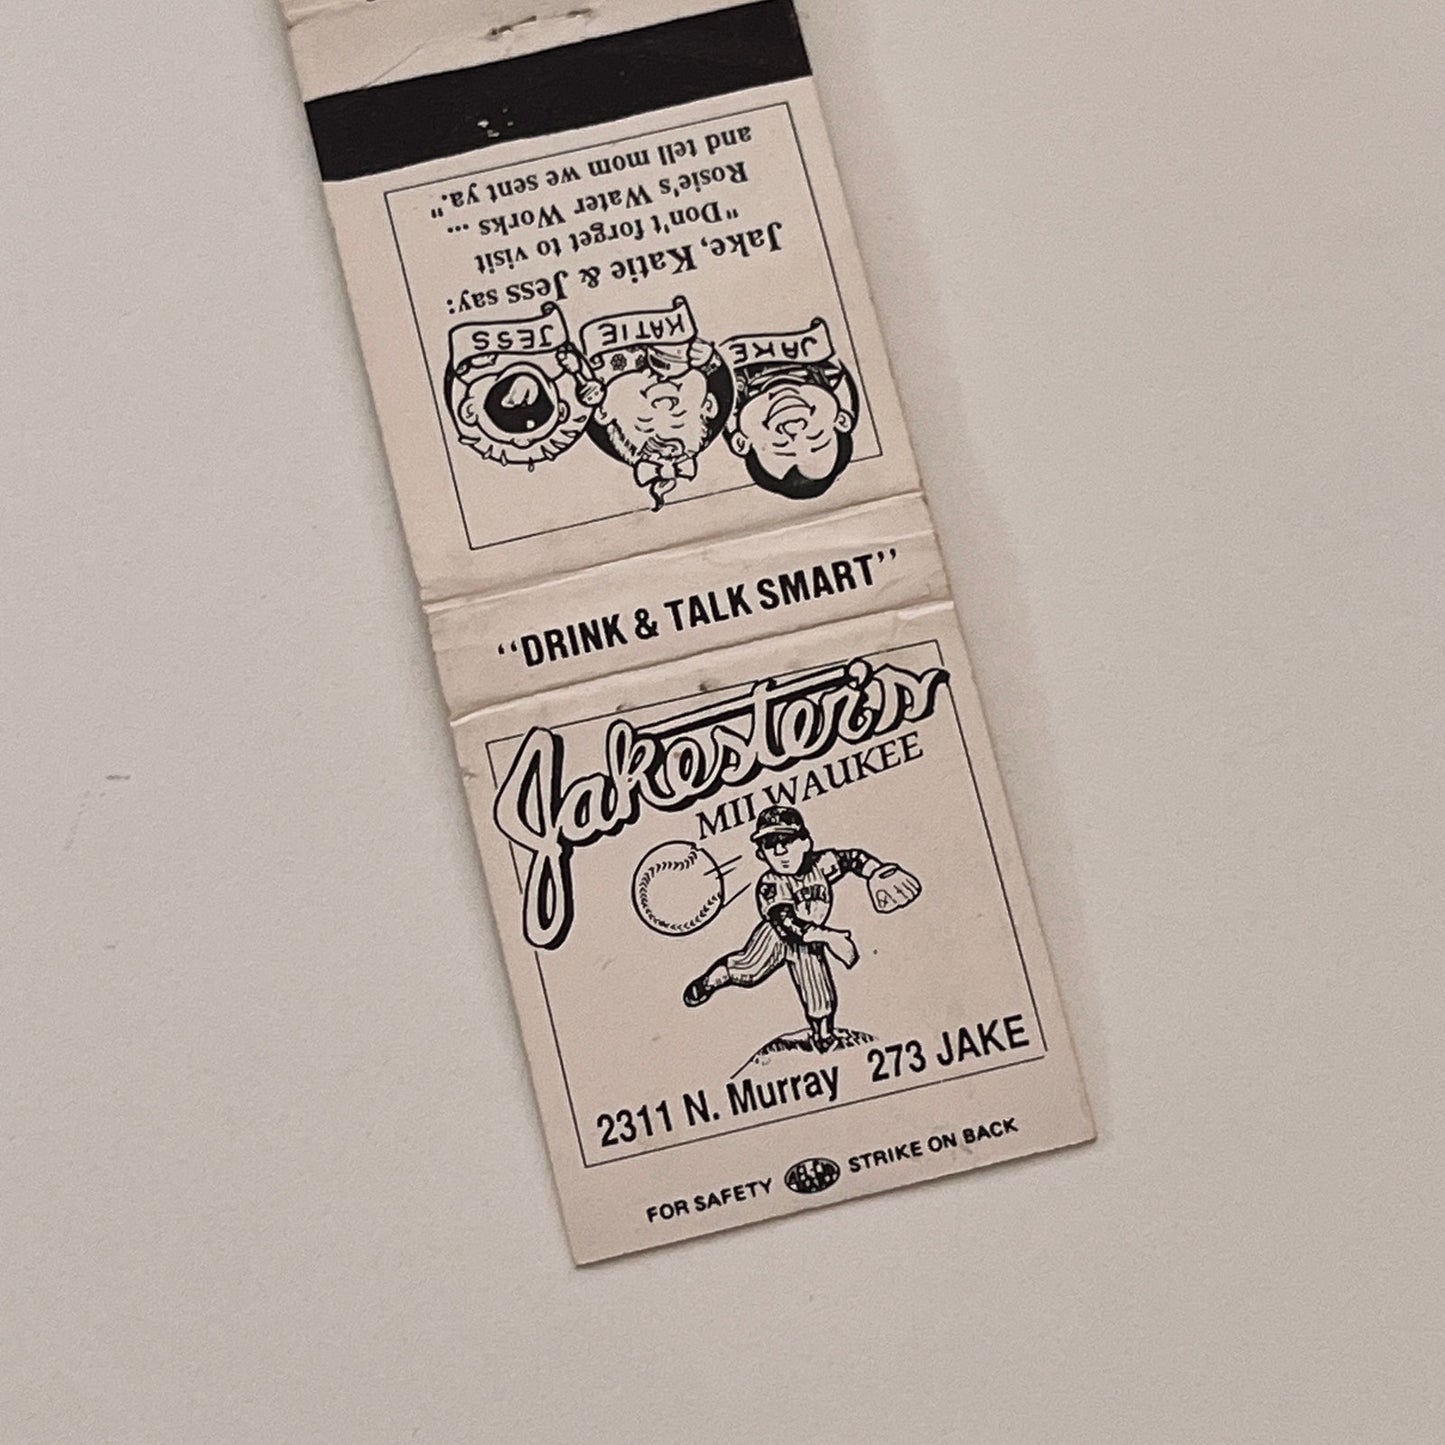 Jake, Katie & Jess say:
"Don't forget to visit
Rosie's Water Works ...
and tell mom we sent ya."
JAKE
KATIE
JESS
"DRINK & TALK SMART"
Jakester's
MILWAUKEE
2311 N. Murray 273 JAKE
FOR SAFETY STRIKE ON BACK